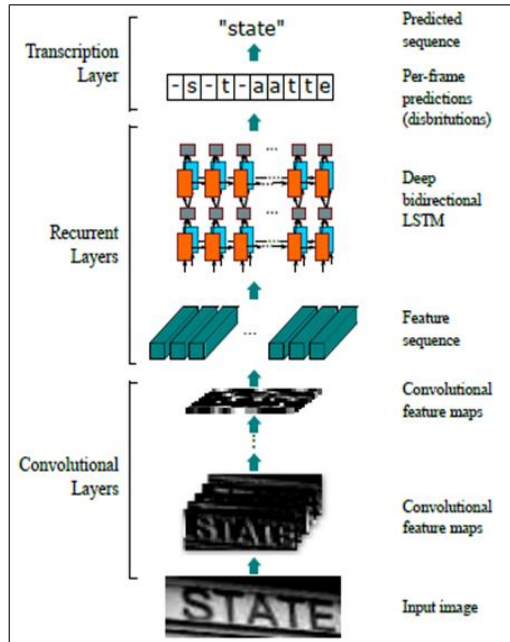 "state"
Predicted
sequence
Transcription
Layer
-s-t-aatte
Per-frame
predictions
(disbritutions)
...
Deep
bidirectional
LSTM
Recurrent
Layers
...
Feature
sequence
Convolutional
feature maps
Convolutional
Layers
STATE
Convolutional
feature maps
STATE
Input image